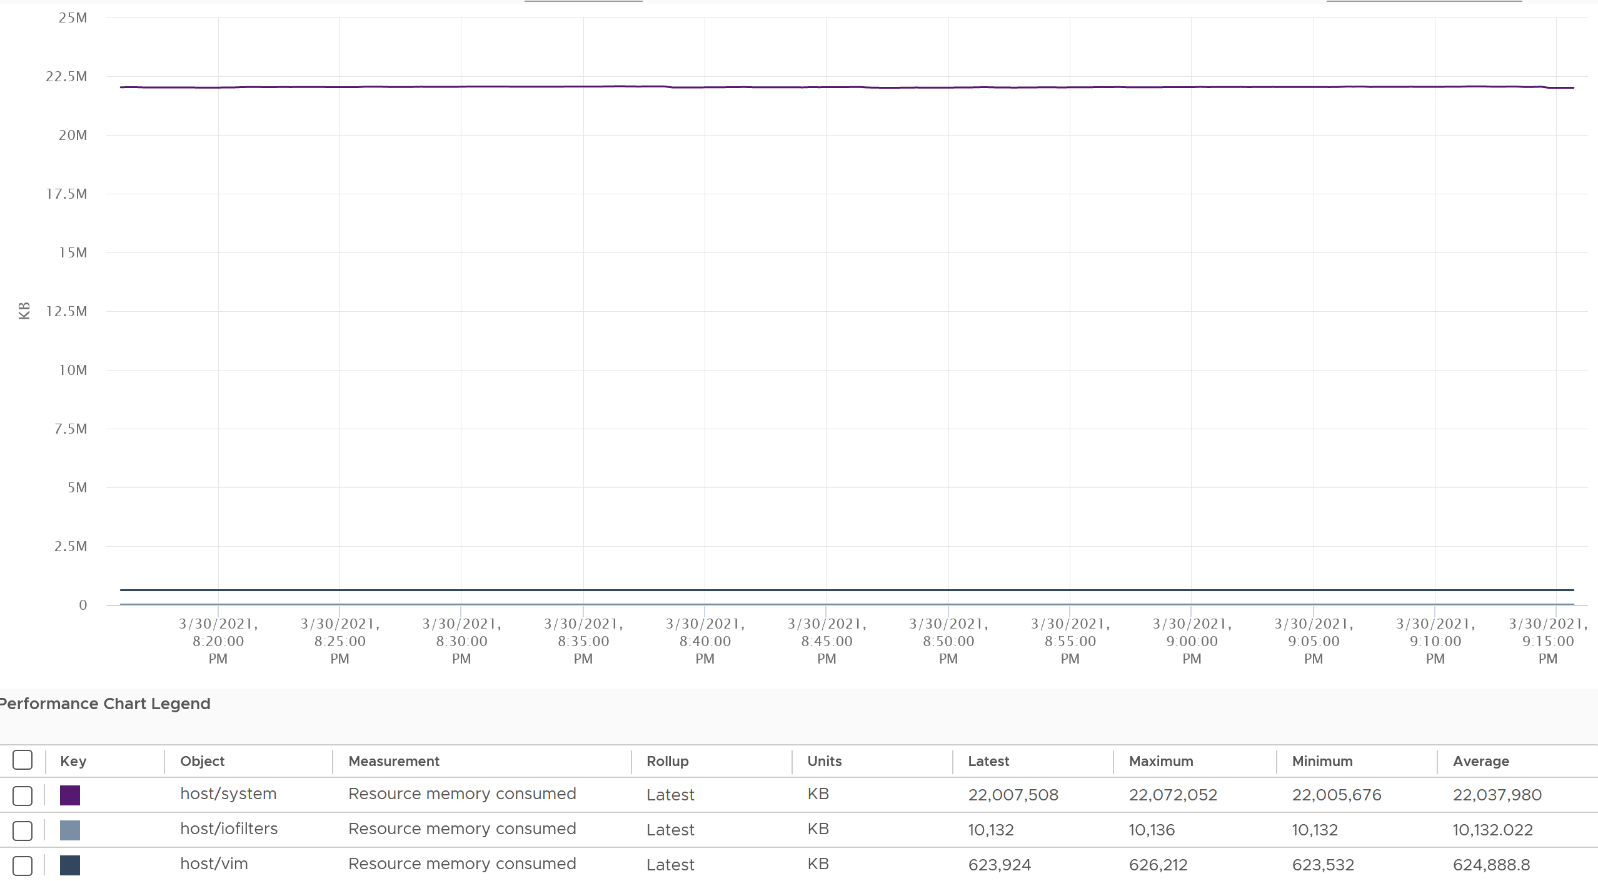 25M
22.5M
20M
17.5M
15M
KB
12.5M
10M
7.5M
5M
2.5M
0
3/30/2021, 3/30/2021, 3/30/2021, 3/30/2021, 3/30/2021, 3/30/2021, 3/30/2021, 3/30/2021, 3/30/2021, 3/30/2021, 3/30/2021, 3/30/2021,
8:20:00 8:25:00 8:30:00 8:35:00 8:40:00 8:45:00 8:50:00 8:55:00 9:00:00 9:05:00 9:10:00 9:15:00
PM PM PM PM PM PM PM PM PM PM PM PM
Performance Chart Legend
Key Object Measurement Rollup Units Latest Maximum Minimum Average
host/system Resource memory consumed Latest KB 22,007,508 22,072,052 22,005,676 22,037,980
host/iofilters Resource memory consumed Latest KB 10,132 10,136 10,132 10,132.022
host/vim Resource memory consumed Latest KB 623,924 626,212 623,532 624,888.8